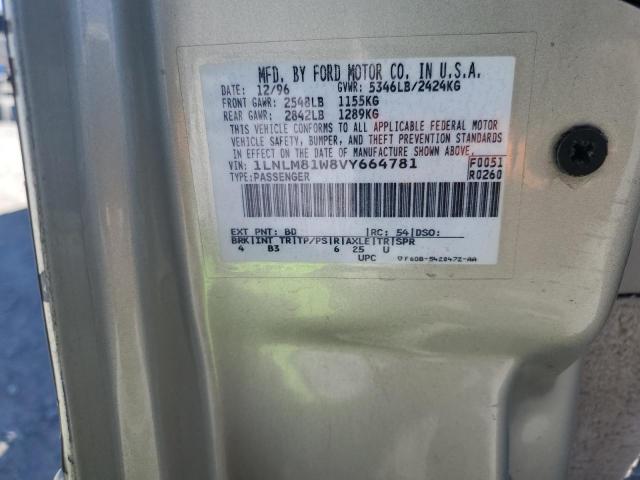 MFD. BY FORD MOTOR CO. IN U.S.A.
DATE: 12/96 GVWR: 5346LB/2424KG
FRONT GAWR: 2548LB 1155KG
REAR GAWR: 2842LB 1289KG
THIS VEHICLE CONFORMS TO ALL APPLICABLE FEDERAL MOTOR
VEHICLE SAFETY, BUMPER, AND THEFT PREVENTION STANDARDS
IN EFFECT ON THE DATE OF MANUFACTURE SHOWN ABOVE.
VIN: 1LNLM81W8VY664781 F0051
TYPE: PASSENGER R0260
EXT PNT: BD RC: 54 DSO:
BRK INT TR TP/PS R AXLE TR SPR
4 B3 6 25 U
UPC